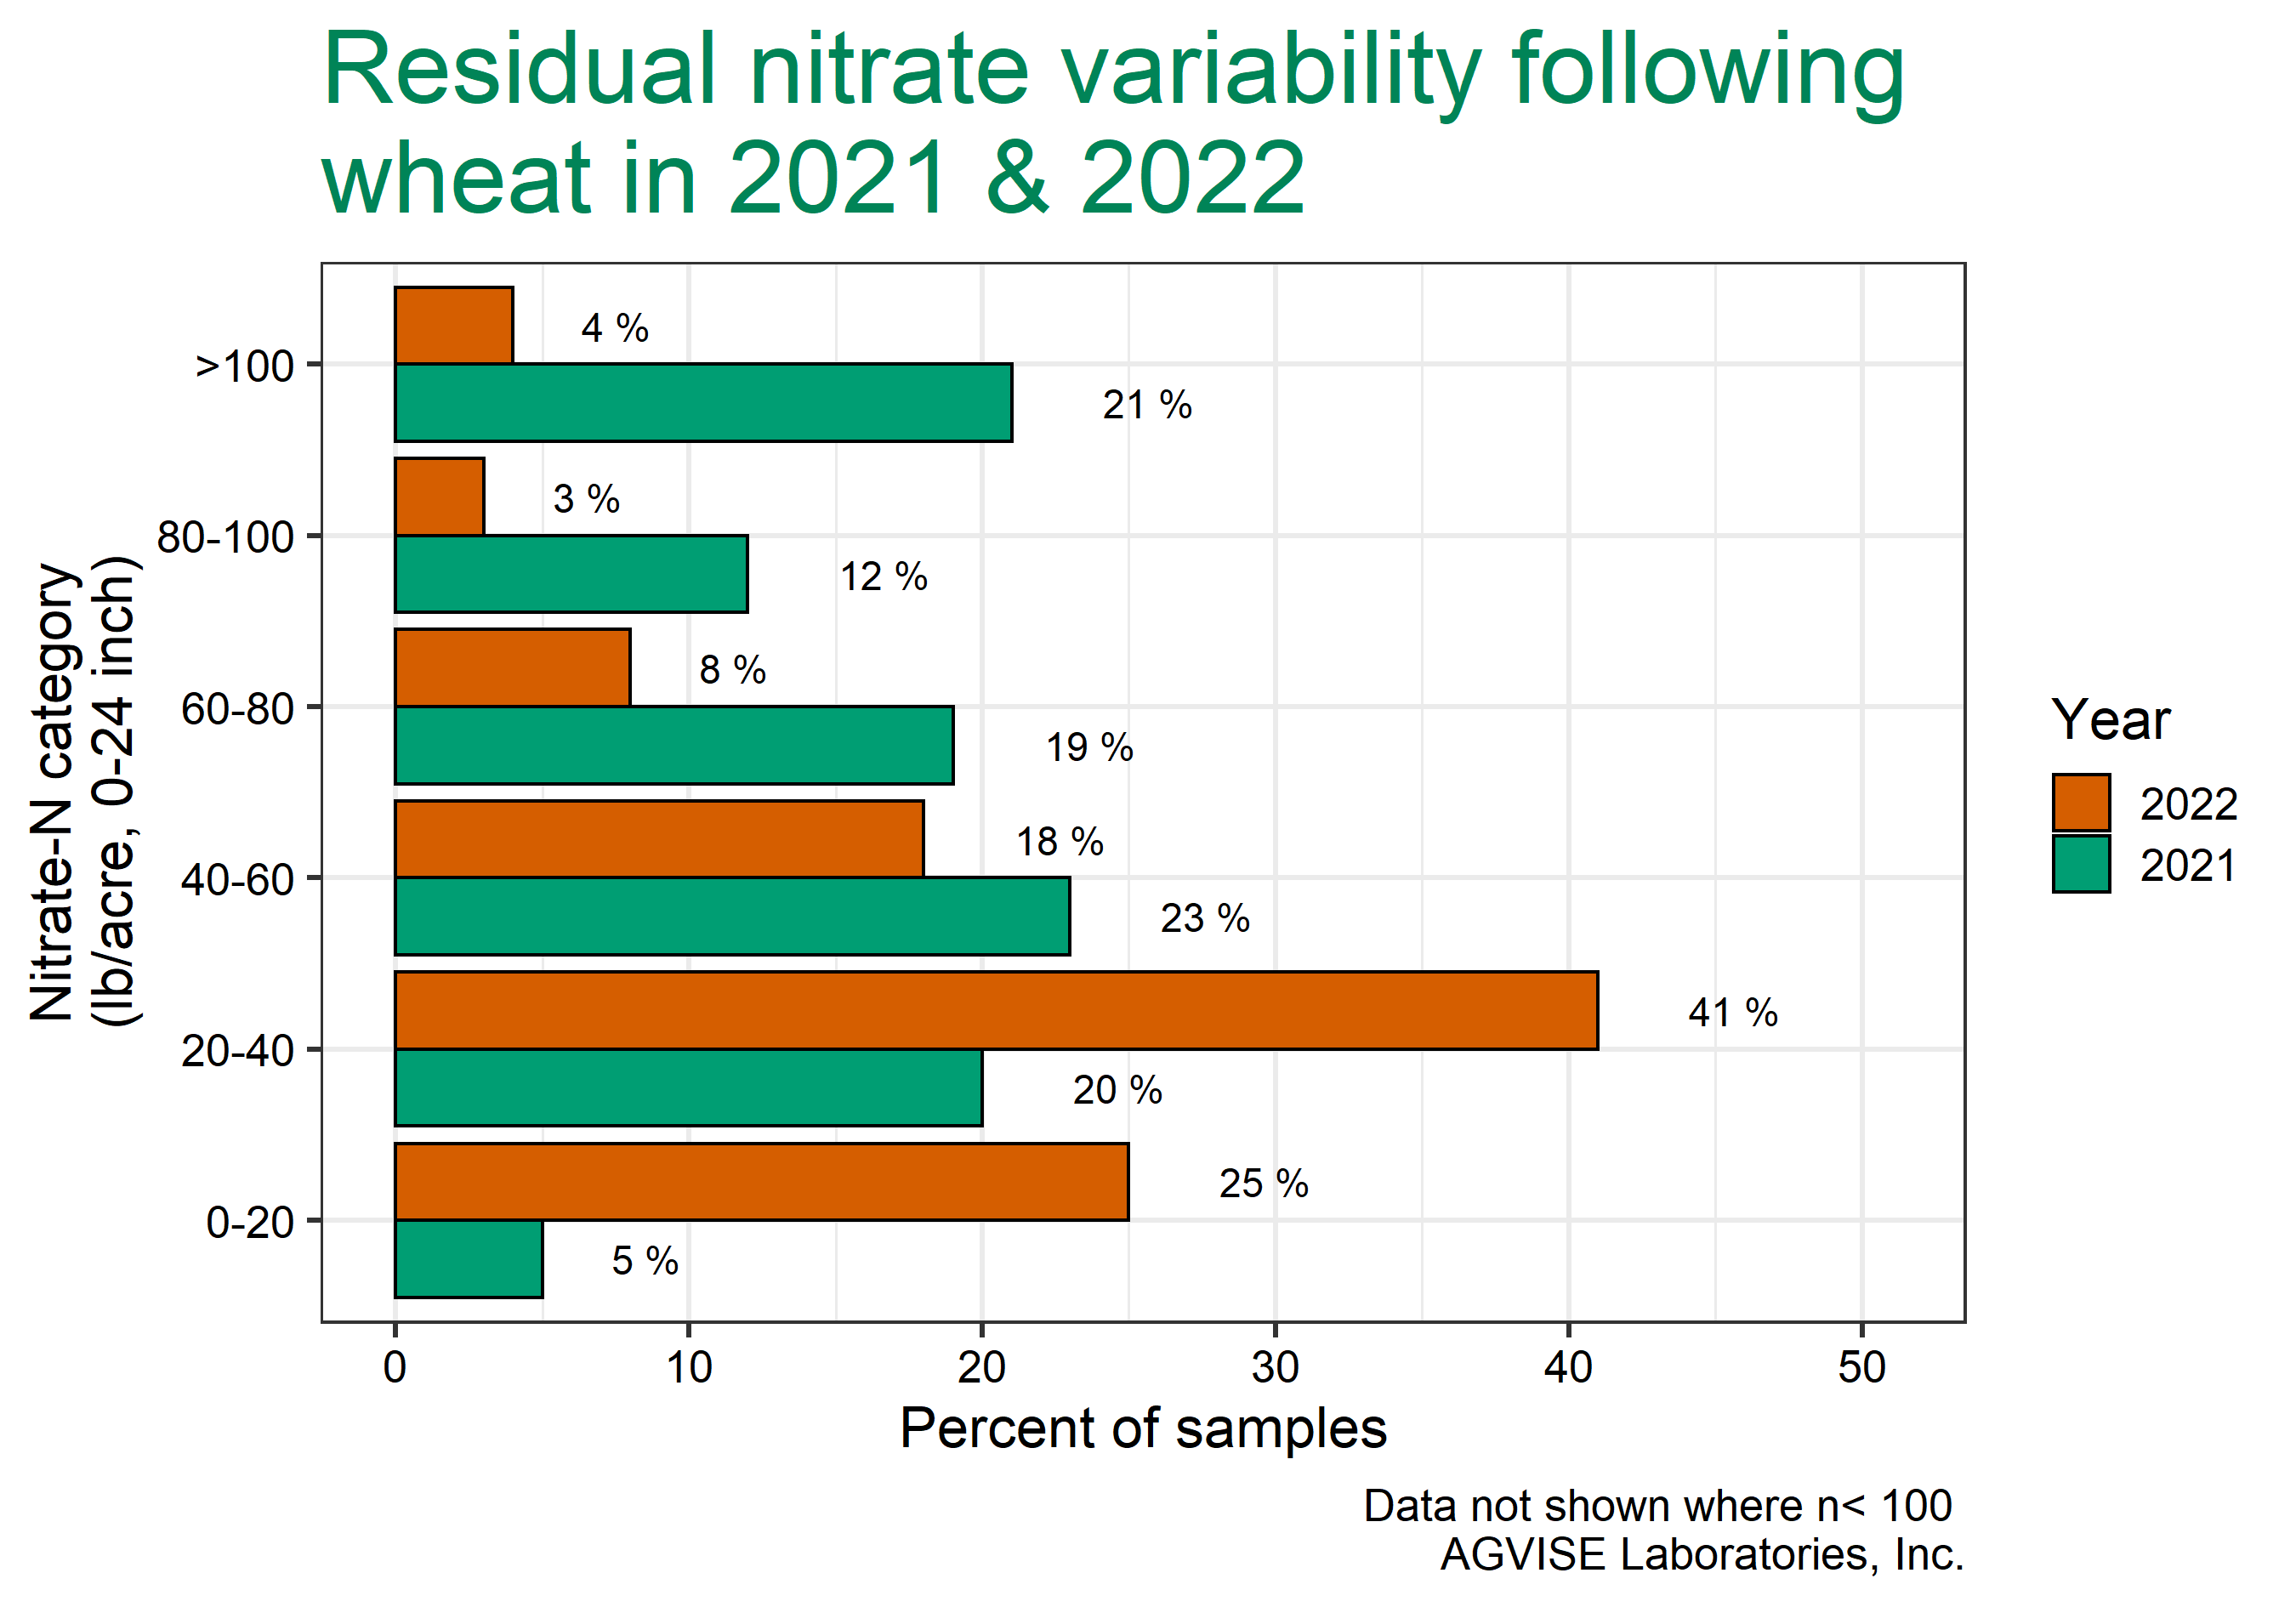 Residual nitrate variability following
wheat in 2021 & 2022
Nitrate-N category
(lb/acre, 0-24 inch)
>100
4 %
21 %
80-100
3 %
12 %
60-80
8 %
19 %
40-60
18 %
23 %
20-40
41 %
20 %
0-20
25 %
5 %
0 10 20 30 40 50
Percent of samples
Year
2022
2021
Data not shown where n< 100
AGVISE Laboratories, Inc.